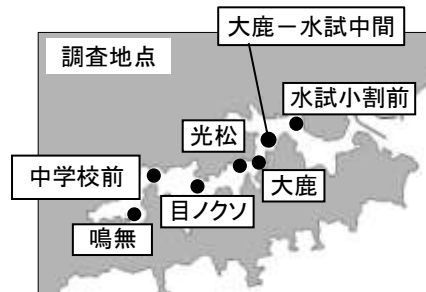 大鹿－水試中間
調査地点
水試小割前
光松
中学校前
大鹿
目ノクソ
鳴無